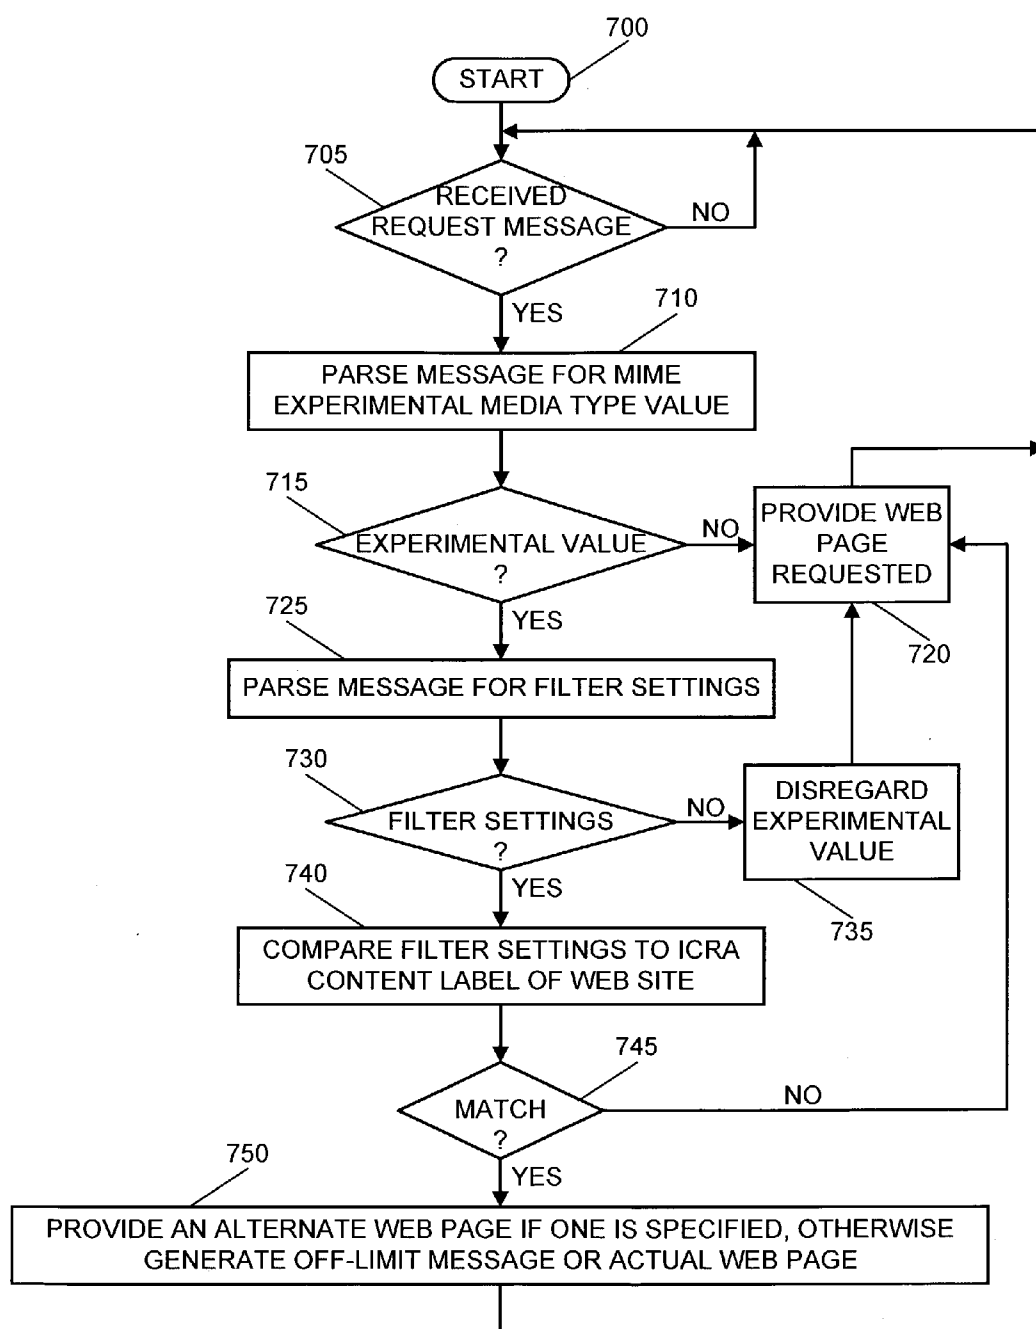 700
START
705
RECEIVED
REQUEST MESSAGE
?
NO
YES
710
PARSE MESSAGE FOR MIME
EXPERIMENTAL MEDIA TYPE VALUE
715
EXPERIMENTAL VALUE
?
NO
PROVIDE WEB
PAGE
REQUESTED
720
YES
725
PARSE MESSAGE FOR FILTER SETTINGS
730
FILTER SETTINGS
?
NO
DISREGARD
EXPERIMENTAL
VALUE
735
YES
740
COMPARE FILTER SETTINGS TO ICRA
CONTENT LABEL OF WEB SITE
745
MATCH
?
NO
YES
750
PROVIDE AN ALTERNATE WEB PAGE IF ONE IS SPECIFIED, OTHERWISE
GENERATE OFF-LIMIT MESSAGE OR ACTUAL WEB PAGE